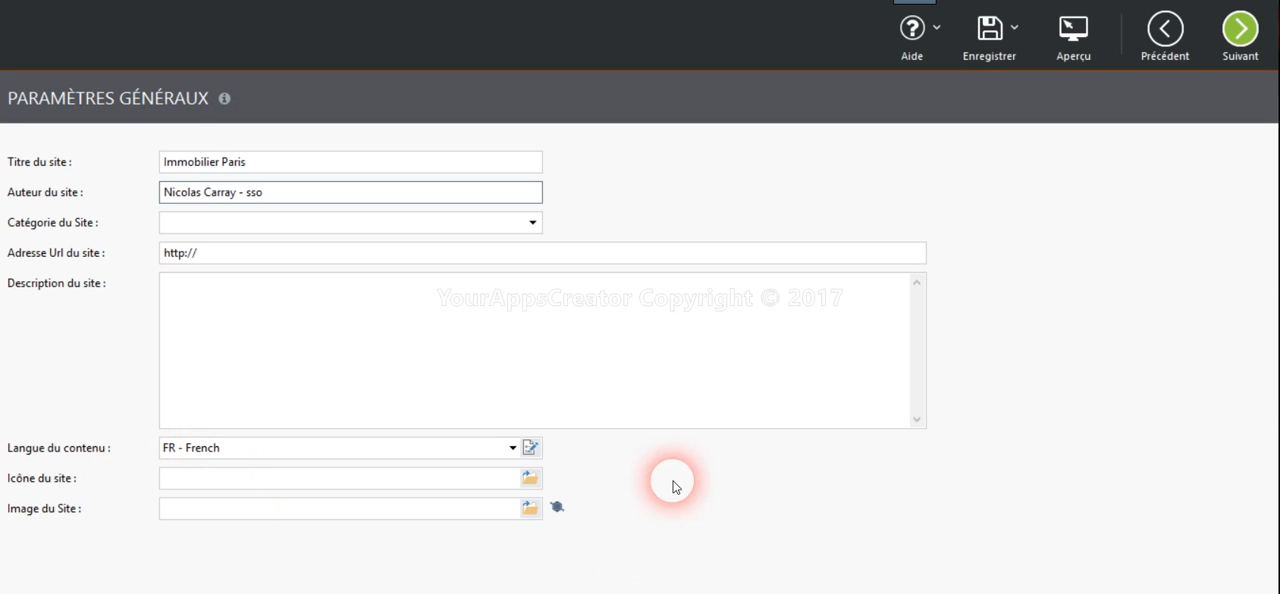 Aide
Enregistrer
Aperçu
Précédent
Suivant
PARAMÈTRES GÉNÉRAUX
Titre du site : Immobilier Paris
Auteur du site : Nicolas Carray - sso
Catégorie du Site :
Adresse Url du site : http://
Description du site :
YourAppsCreator Copyright © 2017
Langue du contenu : FR - French
Icône du site :
Image du Site :